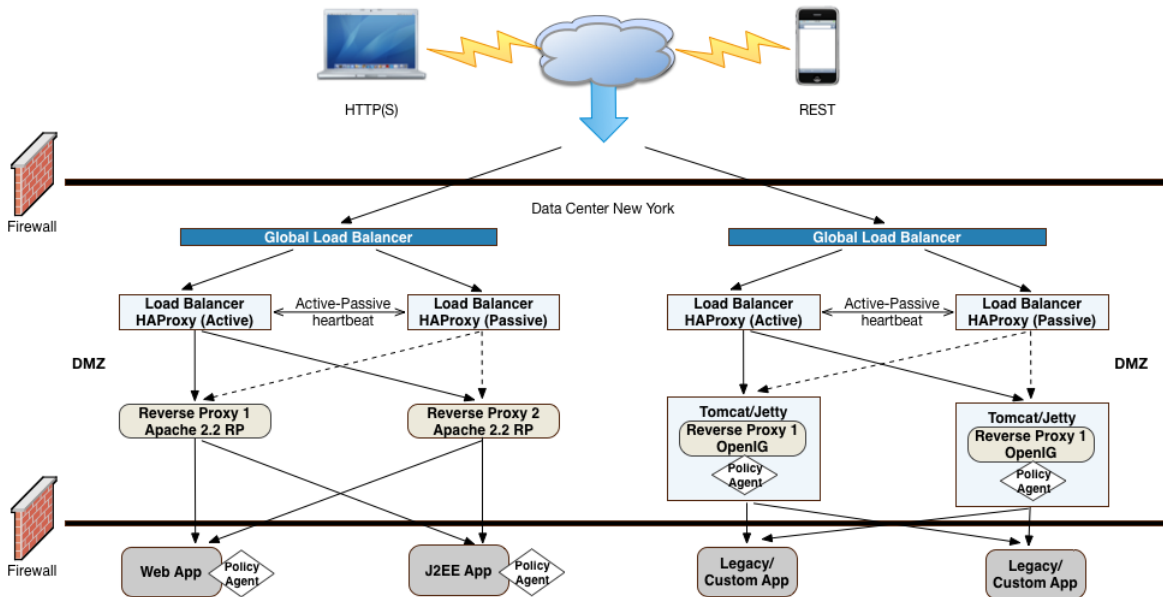 HTTP(S)
REST
Firewall
Data Center New York
Global Load Balancer
Global Load Balancer
Load Balancer
HAProxy (Active)
Active-Passive
heartbeat
Load Balancer
HAProxy (Passive)
Load Balancer
HAProxy (Active)
Active-Passive
heartbeat
Load Balancer
HAProxy (Passive)
DMZ
DMZ
Reverse Proxy 1
Apache 2.2 RP
Reverse Proxy 2
Apache 2.2 RP
Tomcat/Jetty
Reverse Proxy 1
OpenIG
Policy
Agent
Tomcat/Jetty
Reverse Proxy 1
OpenIG
Policy
Agent
Firewall
Web App
Policy
Agent
J2EE App
Policy
Agent
Legacy/
Custom App
Legacy/
Custom App